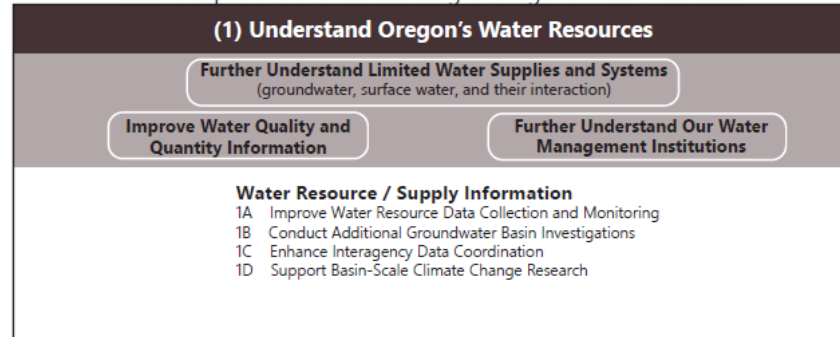 (1) Understand Oregon's Water Resources
Further Understand Limited Water Supplies and Systems
(groundwater, surface water, and their interaction)
Improve Water Quality and
Quantity Information
Further Understand Our Water
Management Institutions
Water Resource / Supply Information
1A Improve Water Resource Data Collection and Monitoring
1B Conduct Additional Groundwater Basin Investigations
1C Enhance Interagency Data Coordination
1D Support Basin-Scale Climate Change Research